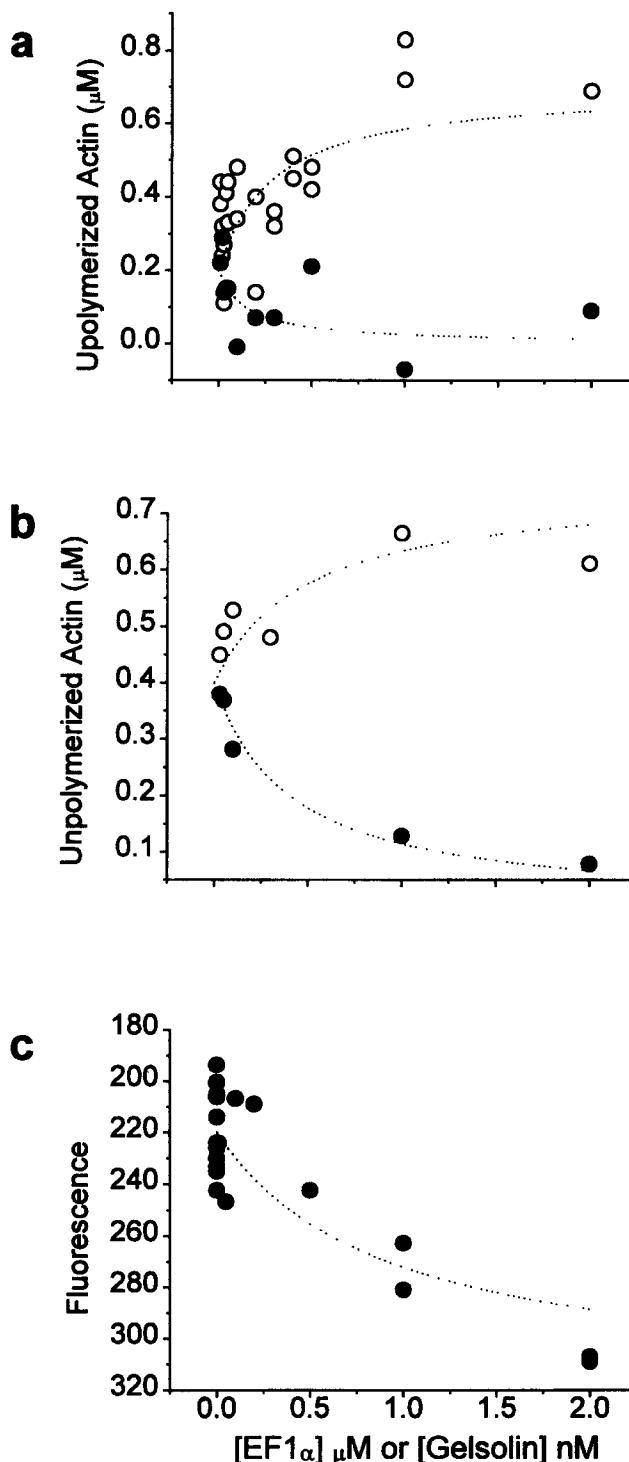 a
Upolymerized Actin (μM)
0.8
0.6
0.4
0.2
0.0
b
Unpolymerized Actin (μM)
0.7
0.6
0.5
0.4
0.3
0.2
0.1
c
Fluorescence
180
200
220
240
260
280
300
320
0.0 0.5 1.0 1.5 2.0
[EF1α] μM or [Gelsolin] nM